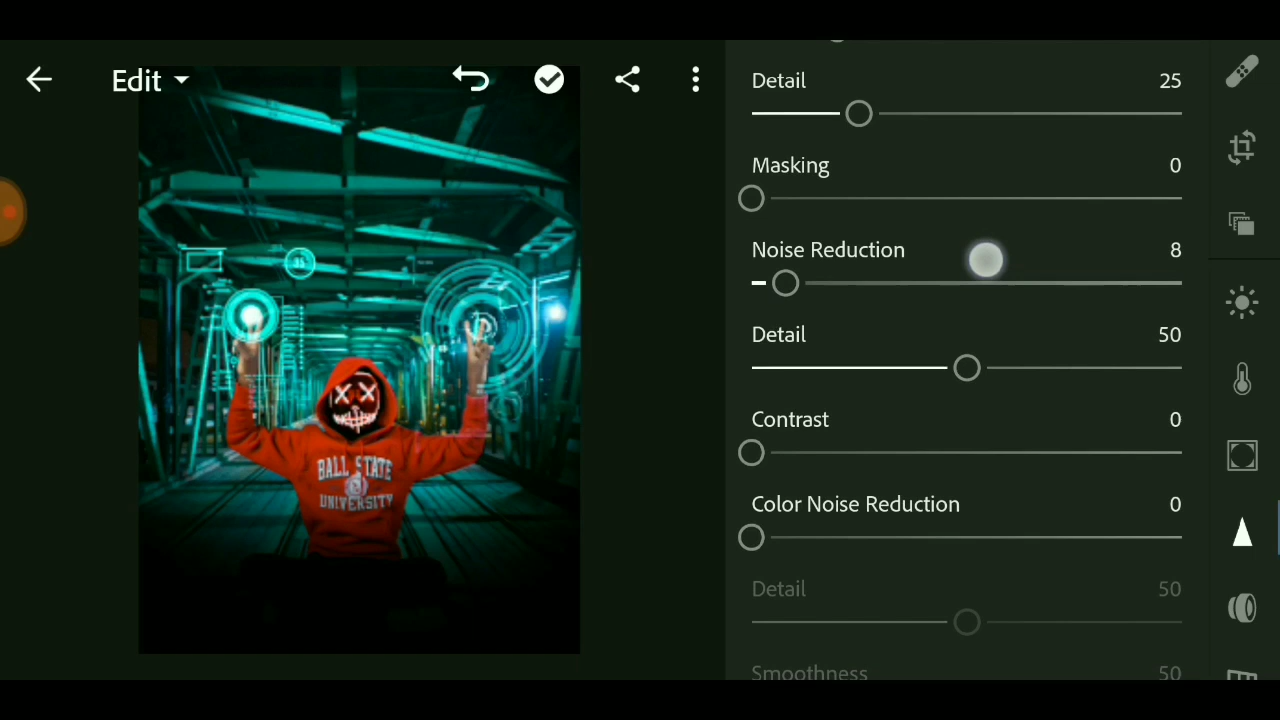 Edit
Detail 25
Masking 0
Noise Reduction 8
Detail 50
Contrast 0
Color Noise Reduction 0
Detail 50
Smoothness 50
35
BALL STATE
UNIVERSITY